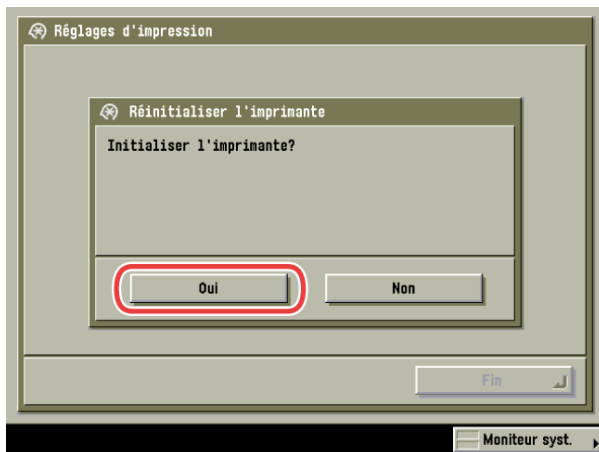 Réglages d'impression
Réinitialiser l'imprimante
Initialiser l'imprimante?
Oui
Non
Fin
Moniteur syst.